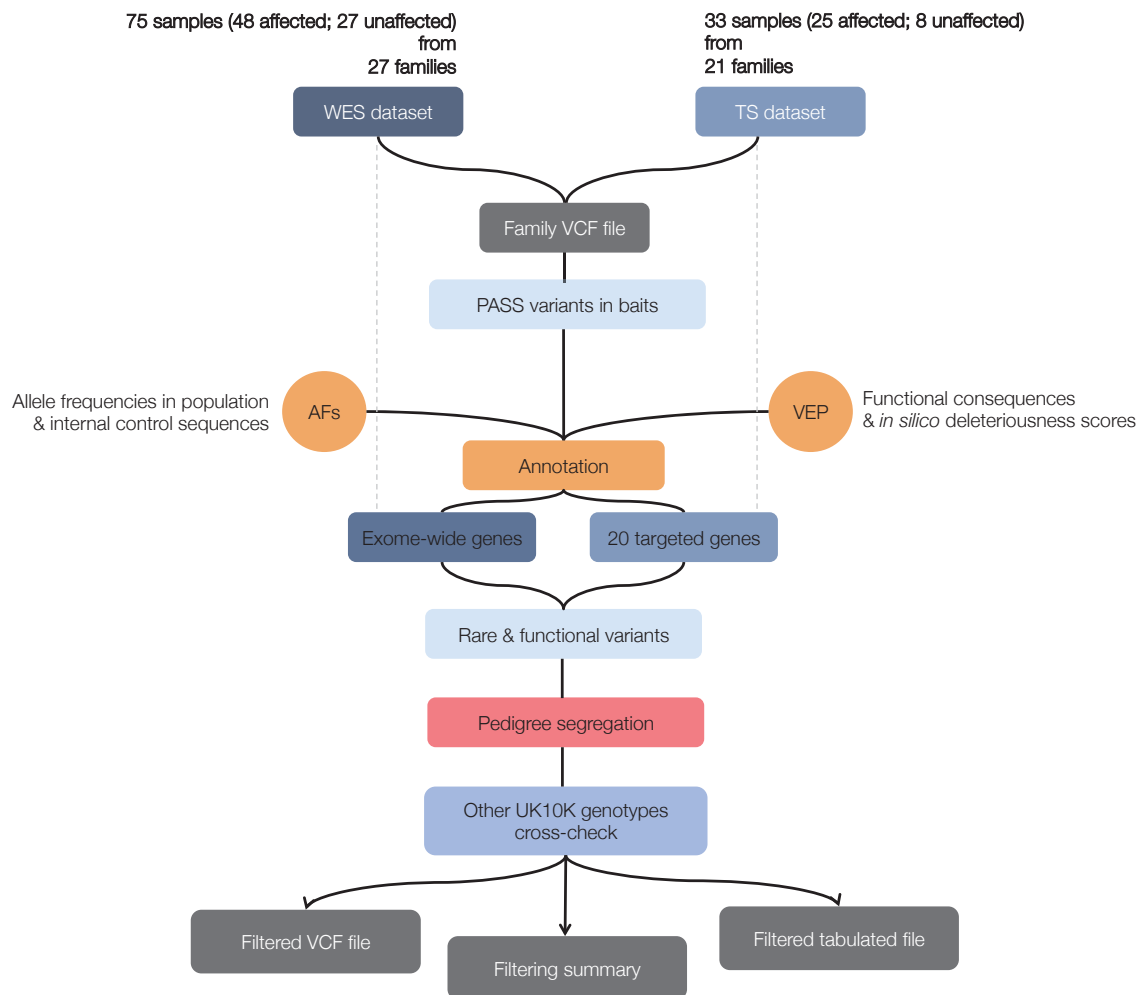 75 samples (48 affected; 27 unaffected)
from
27 families
33 samples (25 affected; 8 unaffected)
from
21 families
WES dataset
TS dataset
Family VCF file
PASS variants in baits
Allele frequencies in population
& internal control sequences
AFs
VEP
Functional consequences
& in silico deleteriousness scores
Annotation
Exome-wide genes
20 targeted genes
Rare & functional variants
Pedigree segregation
Other UK10K genotypes
cross-check
Filtered VCF file
Filtering summary
Filtered tabulated file